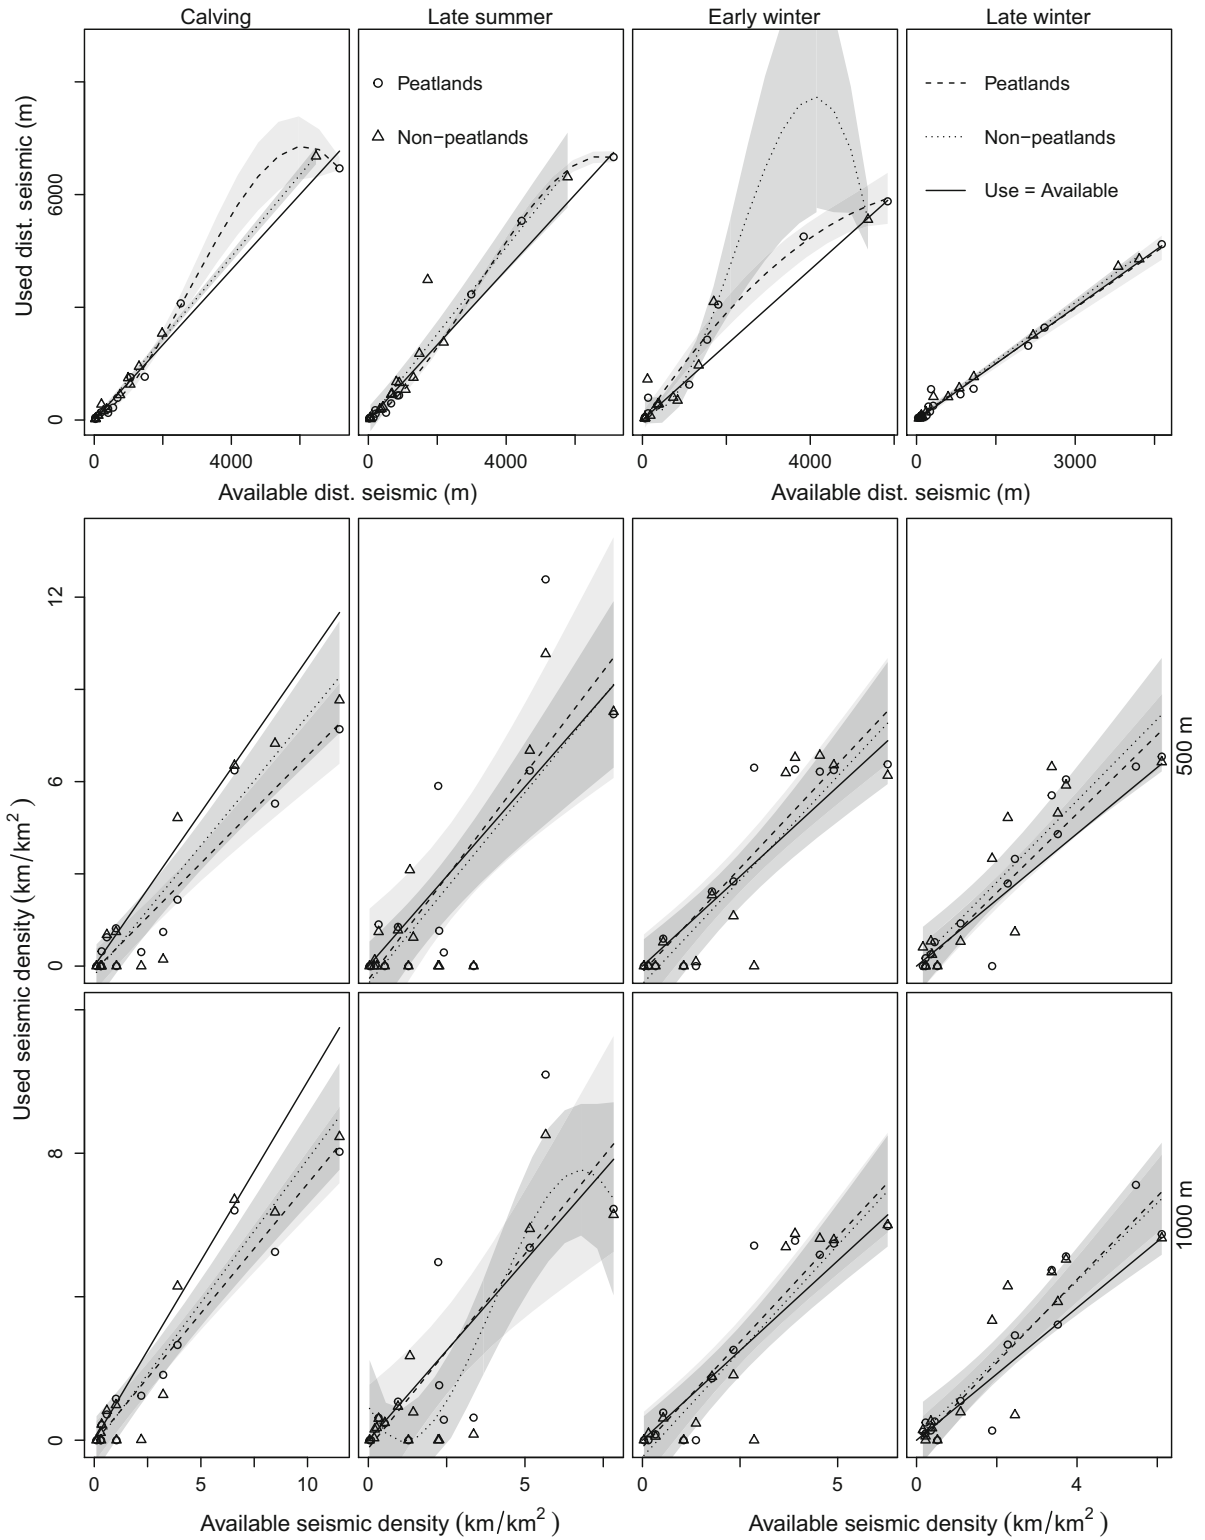 Calving Late summer Early winter Late winter
Used dist. seismic (m)
6000
0
Peatlands
Non−peatlands
Peatlands
Non−peatlands
Use = Available
0 4000 0 4000 0 4000 0 3000
Available dist. seismic (m) Available dist. seismic (m)
Used seismic density (km/km²)
12
6
0
500 m
8
0
1000 m
0 5 10 0 5 0 5 0 4
Available seismic density (km/km²) Available seismic density (km/km²)